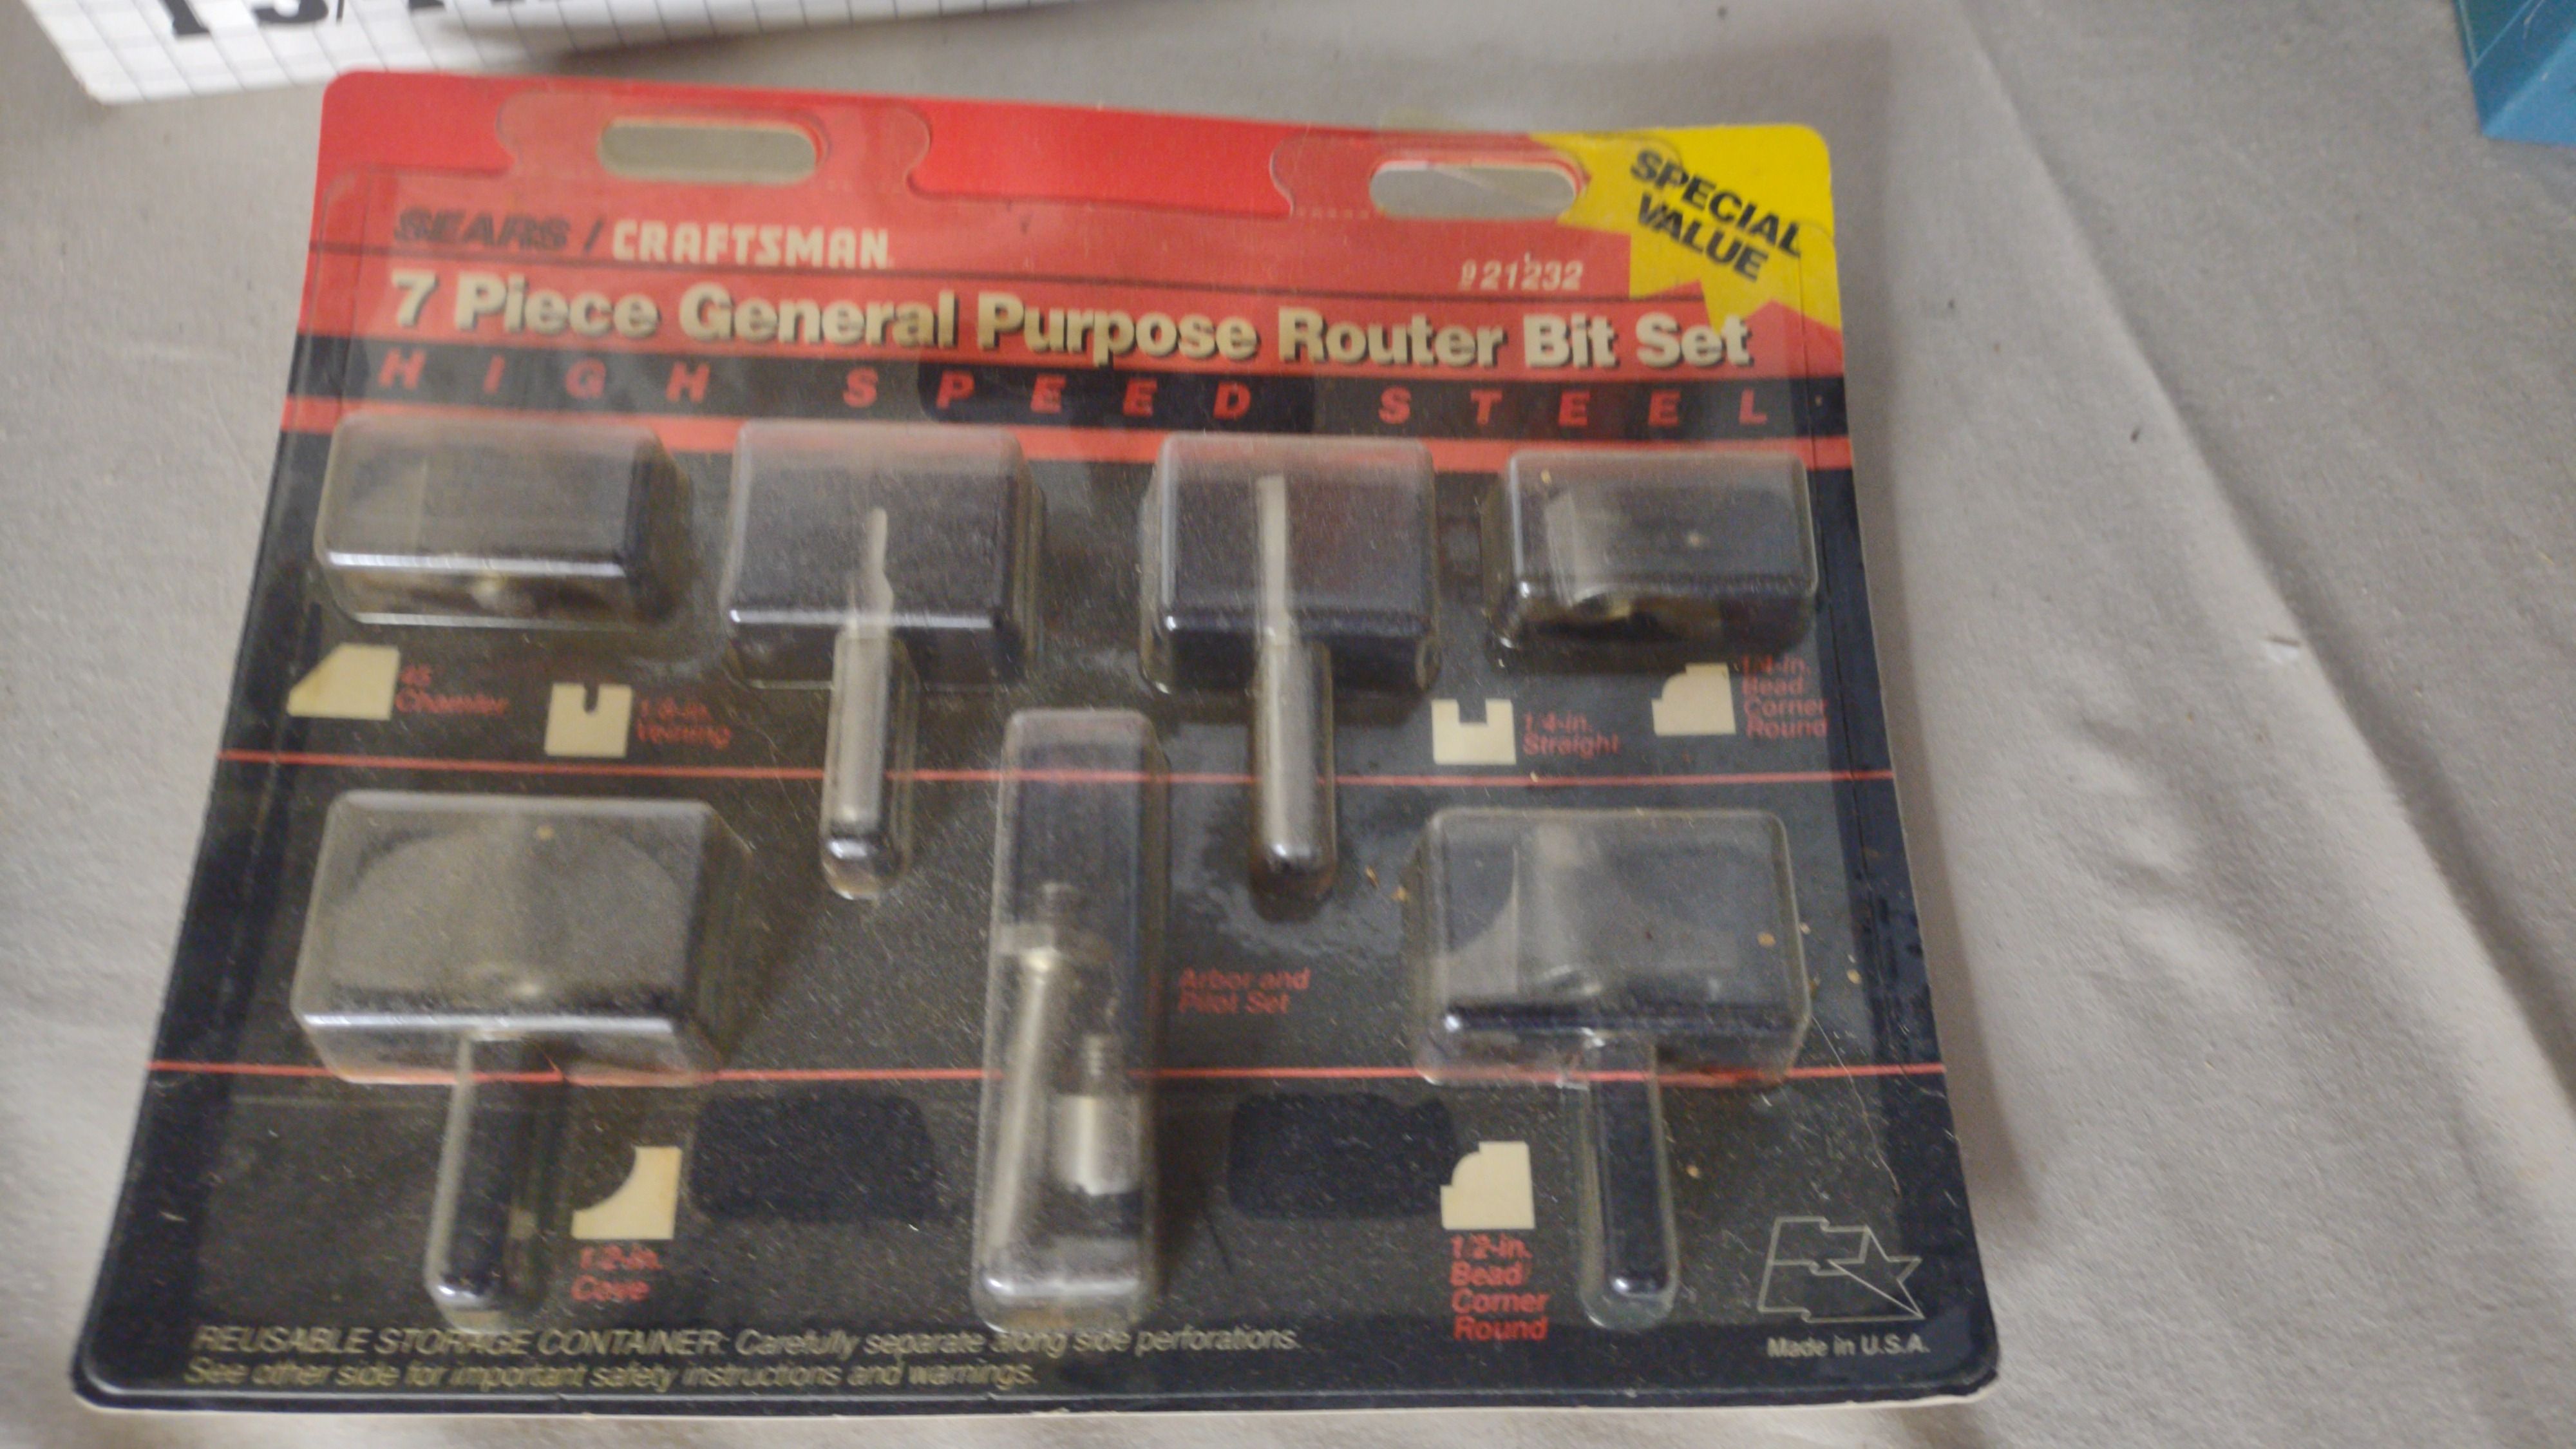 SEARS / CRAFTSMAN
9 21232
SPECIAL
VALUE
7 Piece General Purpose Router Bit Set
HIGH SPEED STEEL
45
Chamfer
1/8-in.
Veining
1/4-in.
Straight
1/4-in.
Bead
Corner
Round
Arbor and
Pilot Set
1/2-in.
Cove
1/2-in.
Bead
Corner
Round
REUSABLE STORAGE CONTAINER: Carefully separate along side perforations.
See other side for important safety instructions and warnings.
Made in U.S.A.